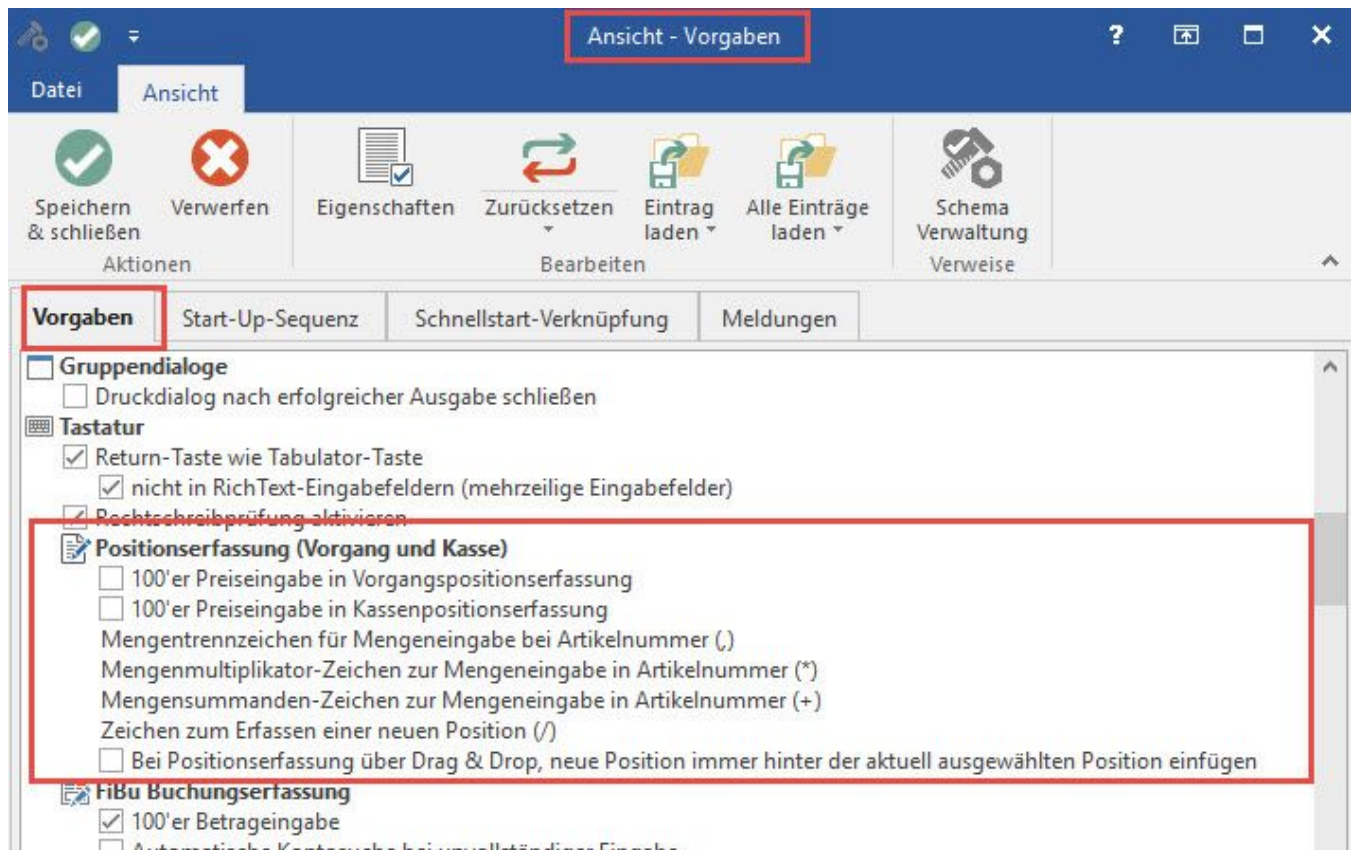 Ansicht - Vorgaben
?
Datei Ansicht
Speichern & schließen
Verwerfen
Eigenschaften
Zurücksetzen
Eintrag laden
Alle Einträge laden
Schema Verwaltung
Aktionen Bearbeiten Verweise
Vorgaben Start-Up-Sequenz Schnellstart-Verknüpfung Meldungen
Gruppendialoge
Druckdialog nach erfolgreicher Ausgabe schließen
Tastatur
Return-Taste wie Tabulator-Taste
nicht in RichText-Eingabefeldern (mehrzeilige Eingabefelder)
Rechtschreibprüfung aktivieren
Positionserfassung (Vorgang und Kasse)
100'er Preiseingabe in Vorgangspositionserfassung
100'er Preiseingabe in Kassenpositionserfassung
Mengentrennzeichen für Mengeneingabe bei Artikelnummer (,)
Mengenmultiplikator-Zeichen zur Mengeneingabe in Artikelnummer (*)
Mengensummanden-Zeichen zur Mengeneingabe in Artikelnummer (+)
Zeichen zum Erfassen einer neuen Position (/)
Bei Positionserfassung über Drag & Drop, neue Position immer hinter der aktuell ausgewählten Position einfügen
FiBu Buchungserfassung
100'er Betrageingabe
Automatische Kontosuche bei unvollständiger Eingabe